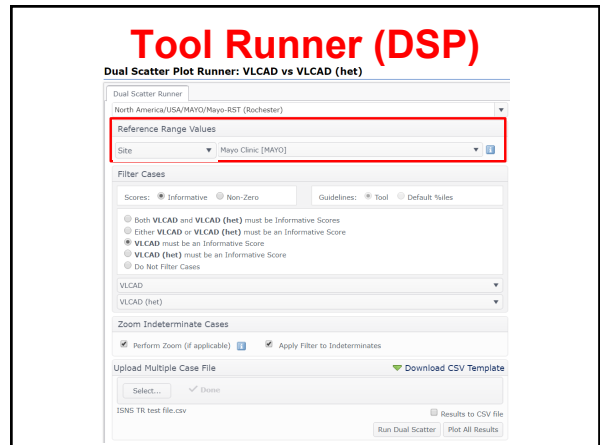 Tool Runner (DSP)
Dual Scatter Plot Runner: VLCAD vs VLCAD (het)
Dual Scatter Runner
North America/USA/MAYO/Mayo-RST (Rochester)
Reference Range Values
Site Mayo Clinic [MAYO]
Filter Cases
Scores: Informative Non-Zero Guidelines: Tool Default %iles
Both VLCAD and VLCAD (het) must be Informative Scores
Either VLCAD or VLCAD (het) must be an Informative Score
VLCAD must be an Informative Score
VLCAD (het) must be an Informative Score
Do Not Filter Cases
VLCAD
VLCAD (het)
Zoom Indeterminate Cases
Perform Zoom (if applicable) i Apply Filter to Indeterminates
Upload Multiple Case File Download CSV Template
Select... Done
ISNS TR test file.csv Results to CSV file
Run Dual Scatter Plot All Results